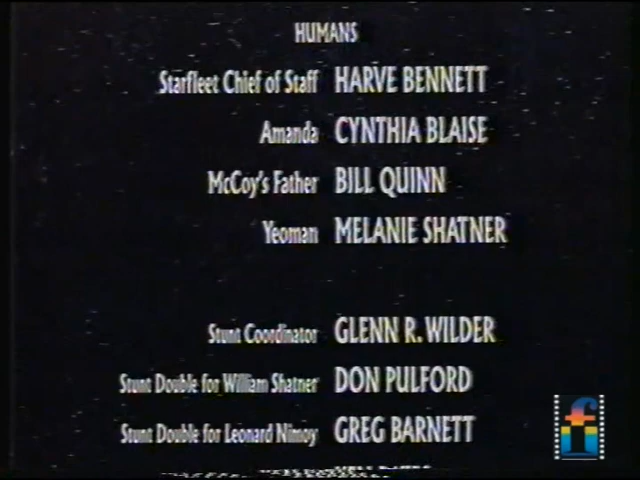 HUMANS
Starfleet Chief of Staff HARVE BENNETT
Amanda CYNTHIA BLAISE
McCoy's Father BILL QUINN
Yeoman MELANIE SHATNER
Stunt Coordinator GLENN R. WILDER
Stunt Double for William Shatner DON PULFORD
Stunt Double for Leonard Nimoy GREG BARNETT
f